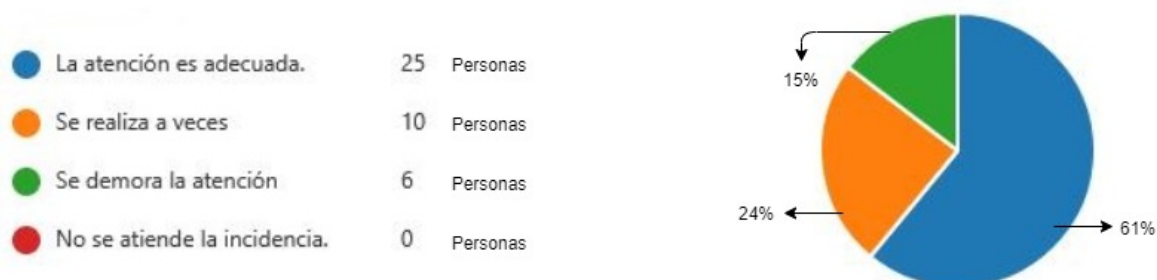 La atención es adecuada. 25 Personas
Se realiza a veces 10 Personas
Se demora la atención 6 Personas
No se atiende la incidencia. 0 Personas
15%
24%
61%